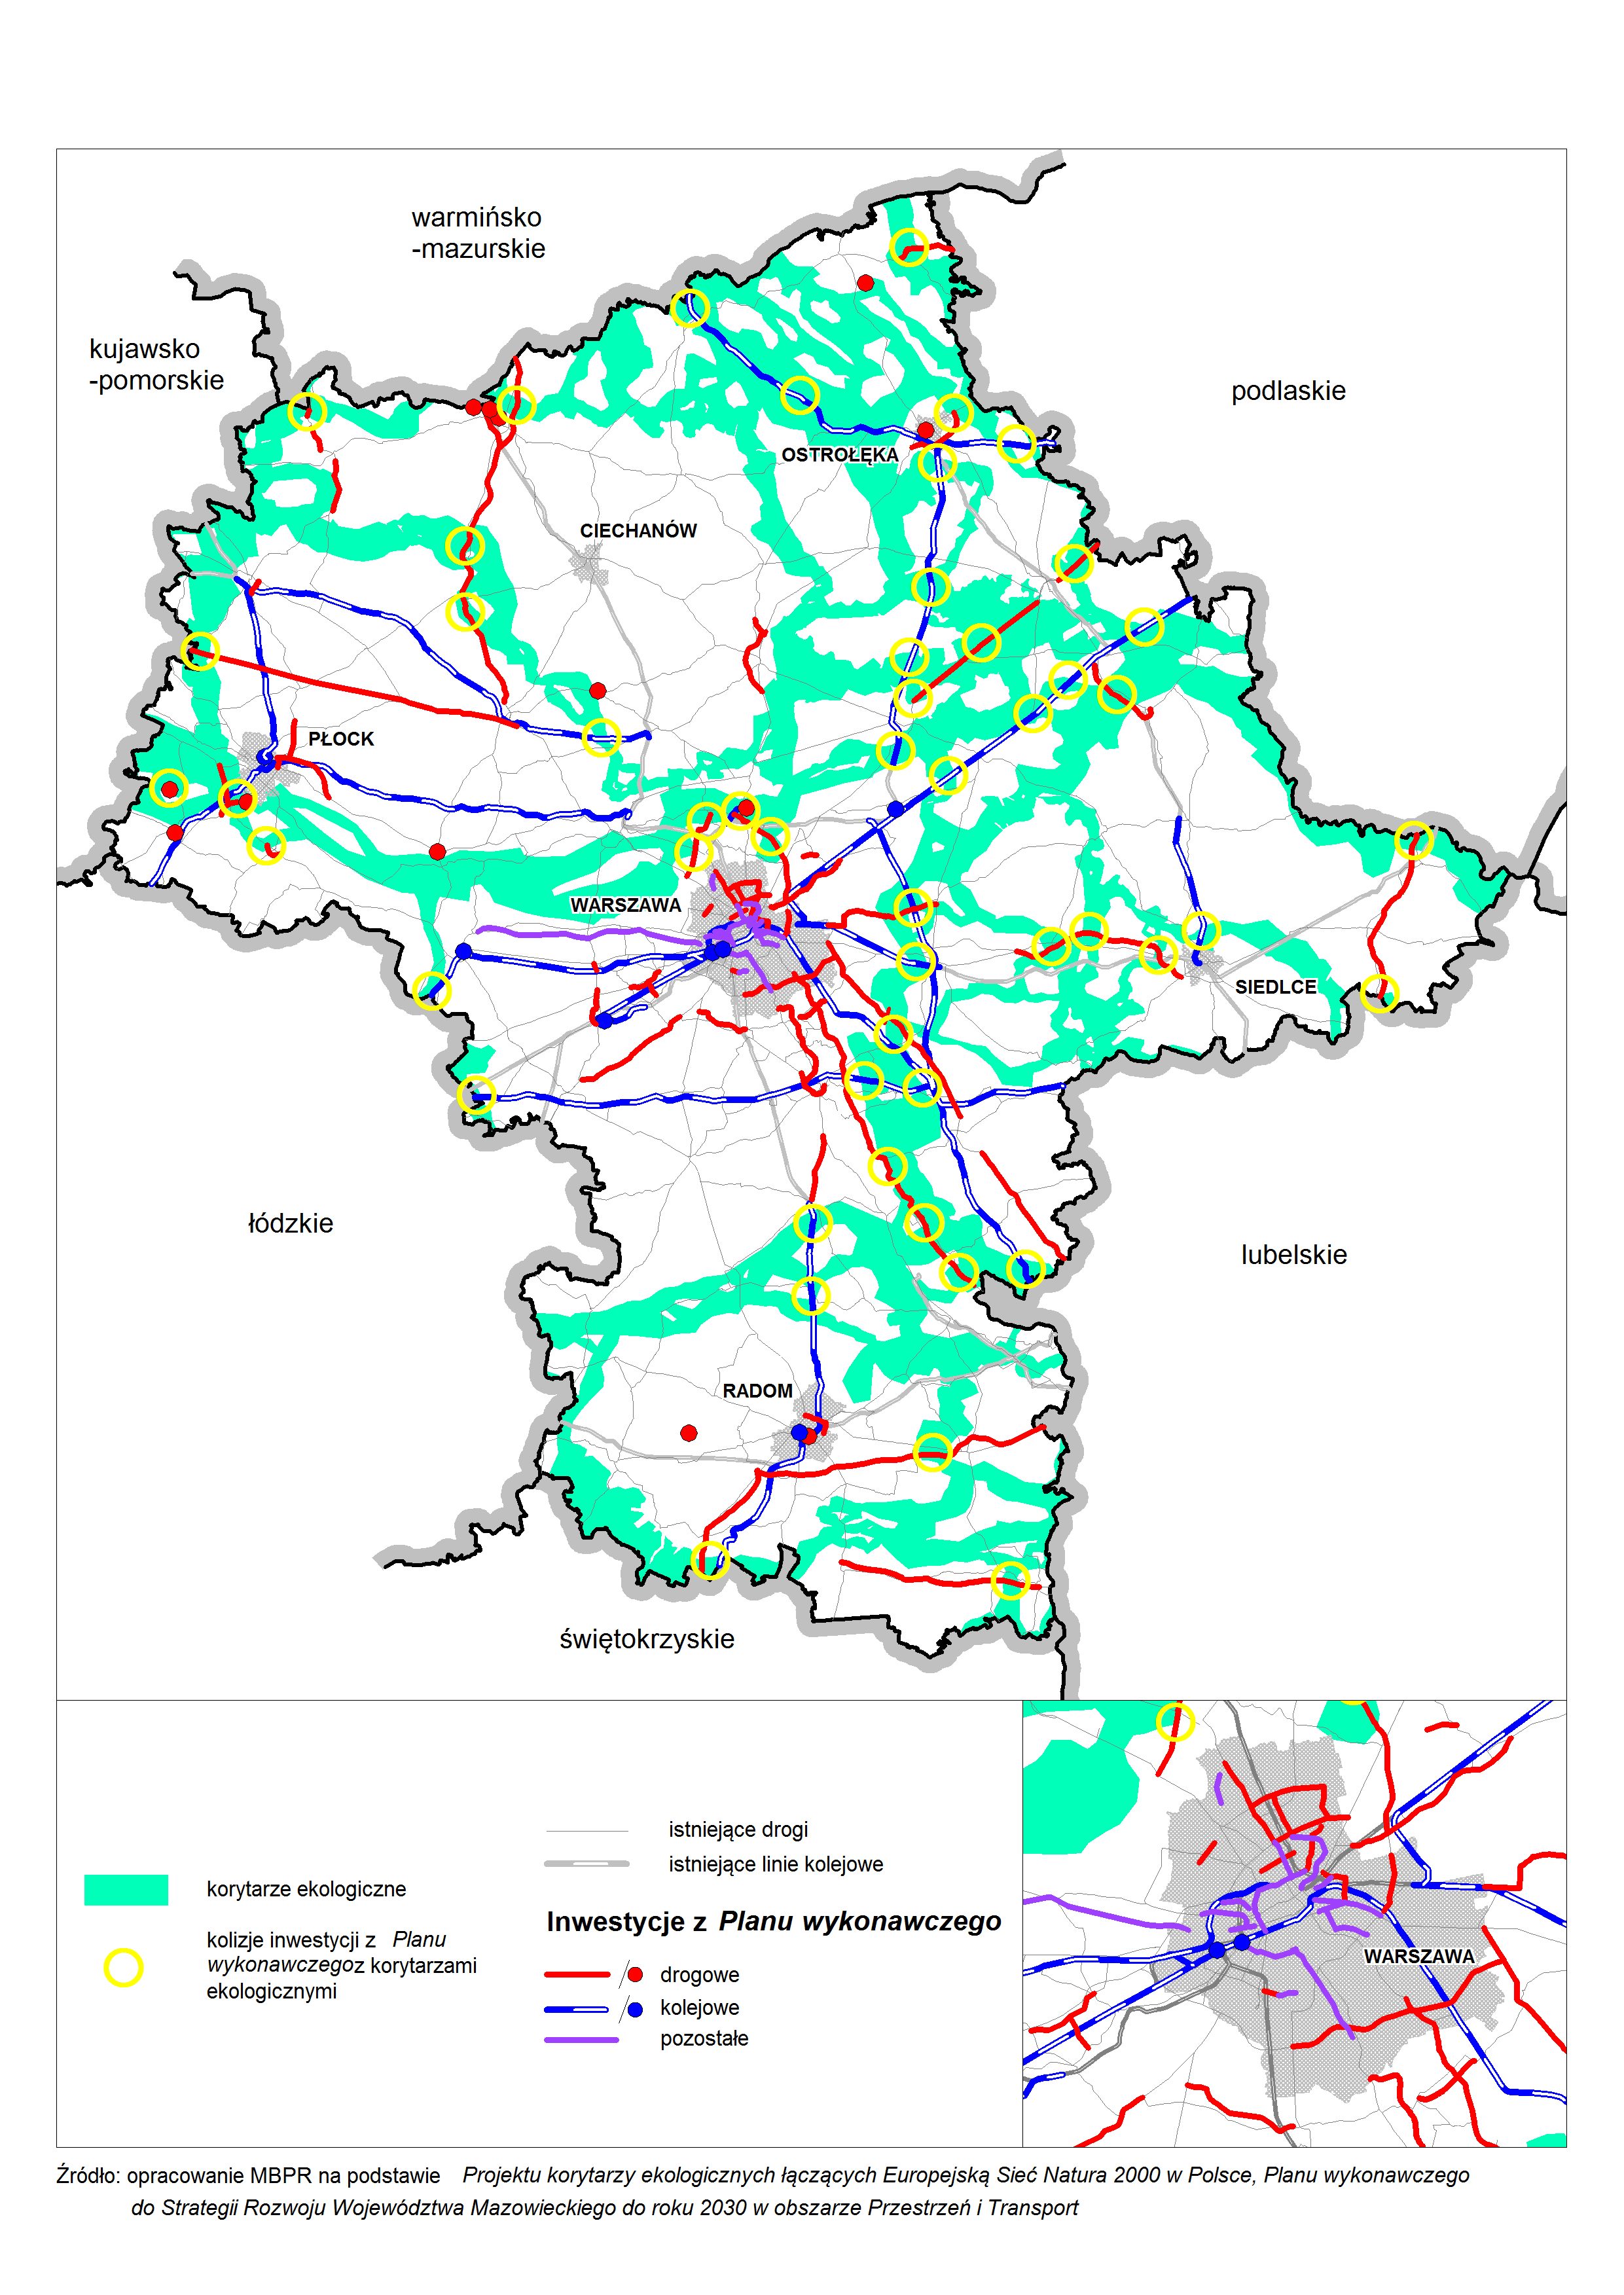 warmińsko
-mazurskie
kujawsko
-pomorskie
podlaskie
OSTROŁĘKA
CIECHANÓW
PŁOCK
WARSZAWA
SIEDLCE
łódzkie
lubelskie
RADOM
świętokrzyskie
istniejące drogi
istniejące linie kolejowe
korytarze ekologiczne
Inwestycje z Planu wykonawczego
kolizje inwestycji z Planu
wykonawczegoz korytarzami
ekologicznymi
drogowe
kolejowe
pozostałe
WARSZAWA
Źródło: opracowanie MBPR na podstawie Projektu korytarzy ekologicznych łączących Europejską Sieć Natura 2000 w Polsce, Planu wykonawczego
do Strategii Rozwoju Województwa Mazowieckiego do roku 2030 w obszarze Przestrzeń i Transport